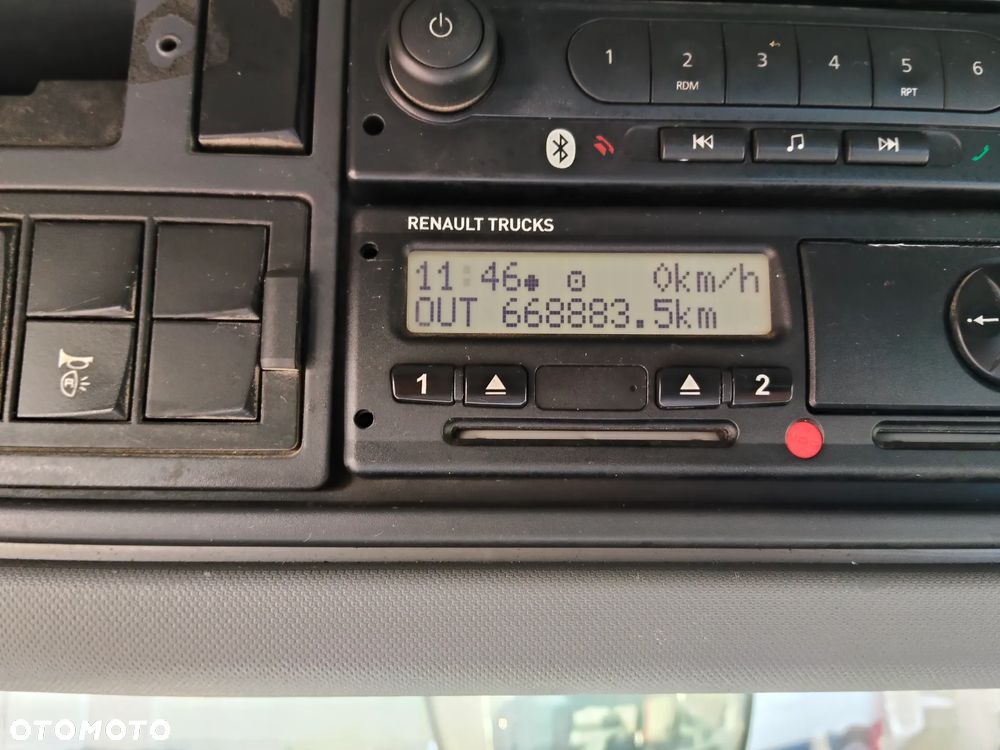 1 2 3 4 5 6
RDM RPT
RENAULT TRUCKS
11:46 0km/h
OUT 668883.5km
1 2
OTOMOTO